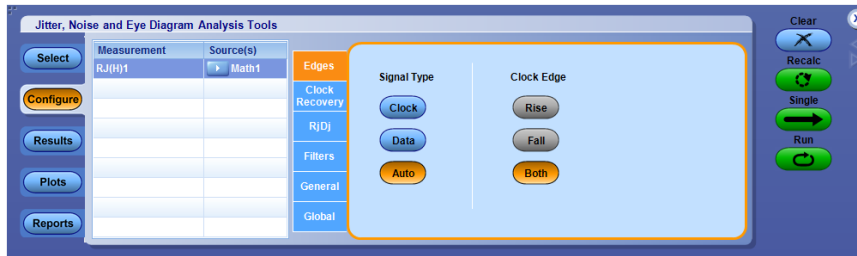 Jitter, Noise and Eye Diagram Analysis Tools
Clear
Select
Measurement Source(s)
RJ(H)1 Math1
Edges
Signal Type Clock Edge
Recalc
Configure
Clock Recovery
Clock Rise
Single
RjDj
Results
Data Fall
Run
Filters
Plots
Auto Both
General
Reports
Global